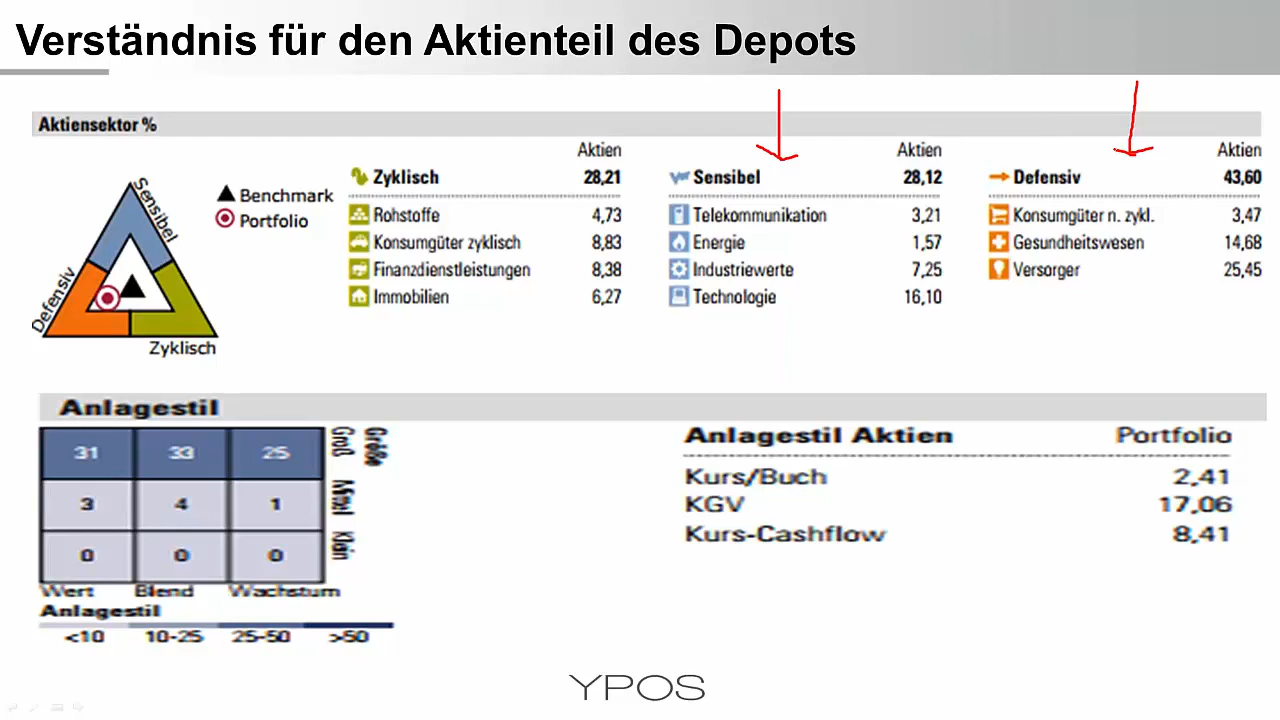 Verständnis für den Aktienteil des Depots
Aktiensektor %
Sensibel
Defensiv
Zyklisch
Benchmark
Portfolio
Aktien
Zyklisch 28,21
Rohstoffe 4,73
Konsumgüter zyklisch 8,83
Finanzdienstleistungen 8,38
Immobilien 6,27
Aktien
Sensibel 28,12
Telekommunikation 3,21
Energie 1,57
Industriewerte 7,25
Technologie 16,10
Aktien
Defensiv 43,60
Konsumgüter n. zykl. 3,47
Gesundheitswesen 14,68
Versorger 25,45
Anlagestil
31 33 25
3 4 1
0 0 0
Groß
Mittel
Klein
Größe
Wert Blend Wachstum
Anlagestil
<10 10-25 25-50 >50
Anlagestil Aktien Portfolio
Kurs/Buch 2,41
KGV 17,06
Kurs-Cashflow 8,41
YPOS